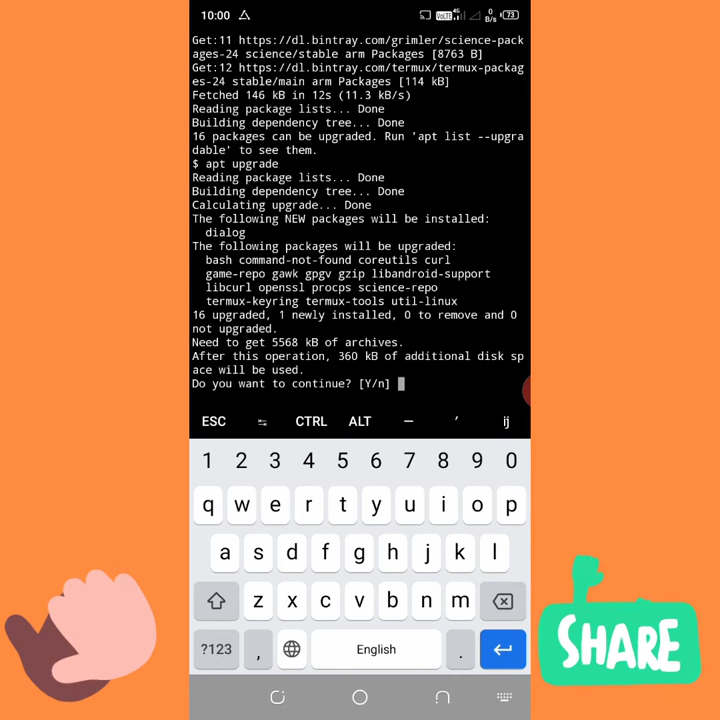 10:00
VoLTE 4G 0 B/s 73
Get:11 https://dl.bintray.com/grimler/science-pack
ages-24 science/stable arm Packages [8763 B]
Get:12 https://dl.bintray.com/termux/termux-packag
es-24 stable/main arm Packages [114 kB]
Fetched 146 kB in 12s (11.3 kB/s)
Reading package lists... Done
Building dependency tree... Done
16 packages can be upgraded. Run 'apt list --upgra
dable' to see them.
$ apt upgrade
Reading package lists... Done
Building dependency tree... Done
Calculating upgrade... Done
The following NEW packages will be installed:
  dialog
The following packages will be upgraded:
  bash command-not-found coreutils curl
  game-repo gawk gpgv gzip libandroid-support
  libcurl openssl procps science-repo
  termux-keyring termux-tools util-linux
16 upgraded, 1 newly installed, 0 to remove and 0
not upgraded.
Need to get 5568 kB of archives.
After this operation, 360 kB of additional disk sp
ace will be used.
Do you want to continue? [Y/n]
ESC CTRL ALT — ′ ij
1 2 3 4 5 6 7 8 9 0
q w e r t y u i o p
a s d f g h j k l
z x c v b n m
?123 , English .
SHARE